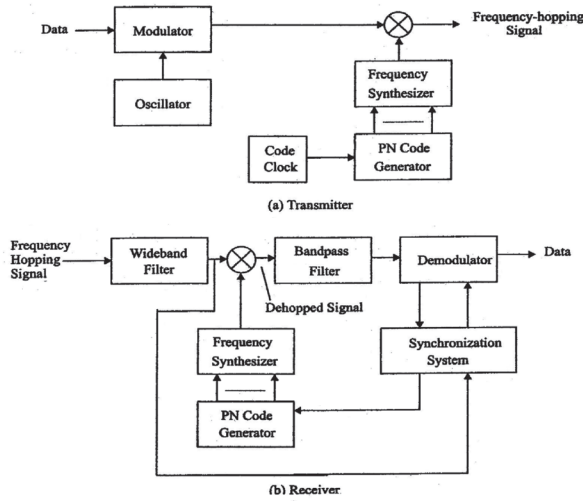 Data
Modulator
Frequency-hopping
Signal
Oscillator
Frequency
Synthesizer
Code
Clock
PN Code
Generator
(a) Transmitter
Frequency
Hopping
Signal
Wideband
Filter
Bandpass
Filter
Demodulator
Data
Dehopped Signal
Frequency
Synthesizer
Synchronization
System
PN Code
Generator
(b) Receiver